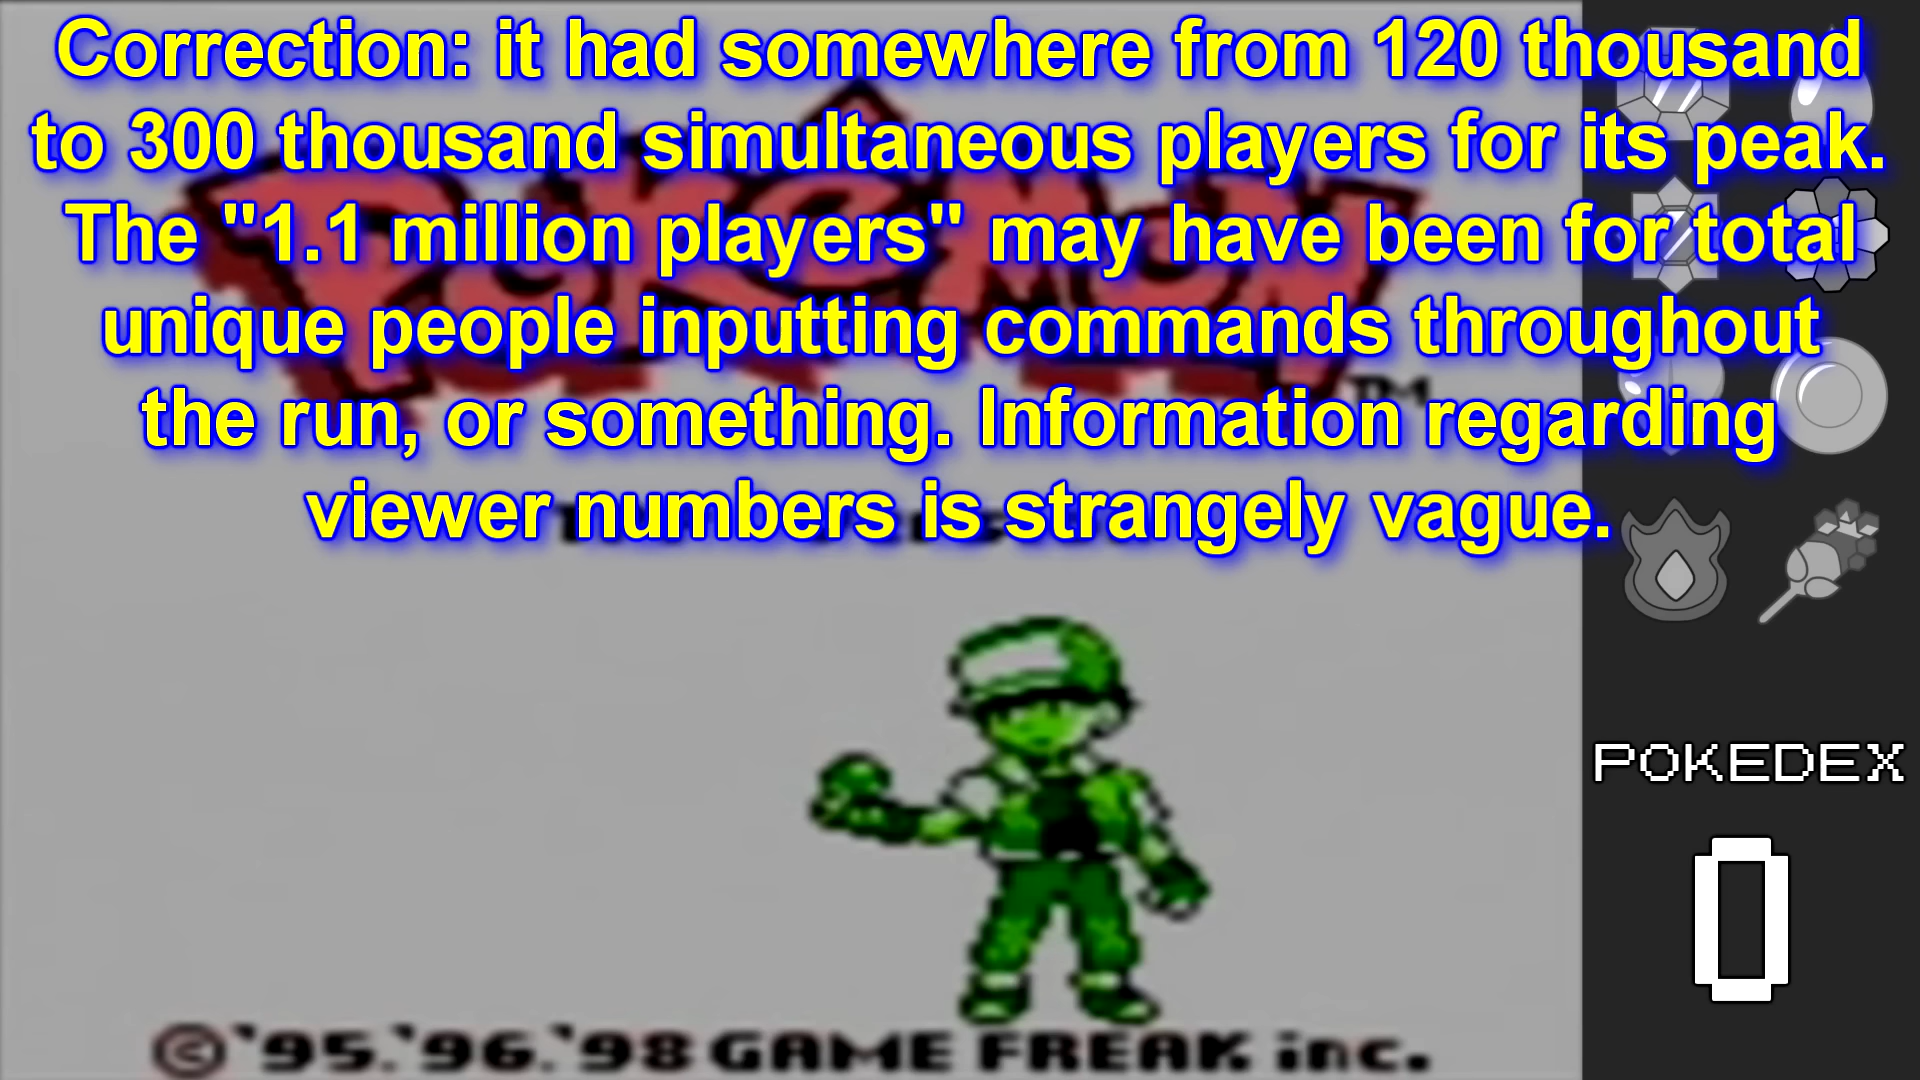 Correction: it had somewhere from 120 thousand
to 300 thousand simultaneous players for its peak.
The "1.1 million players" may have been for total
unique people inputting commands throughout
the run, or something. Information regarding
viewer numbers is strangely vague.
POKéMON
TM
POKEDEX
0
©'95.'96.'98 GAME FREAK inc.